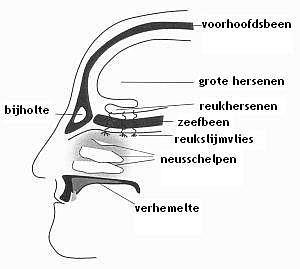 voorhoofdsbeen
grote hersenen
reukhersenen
bijholte
zeefbeen
reukslijmvlies
neusschelpen
verhemelte